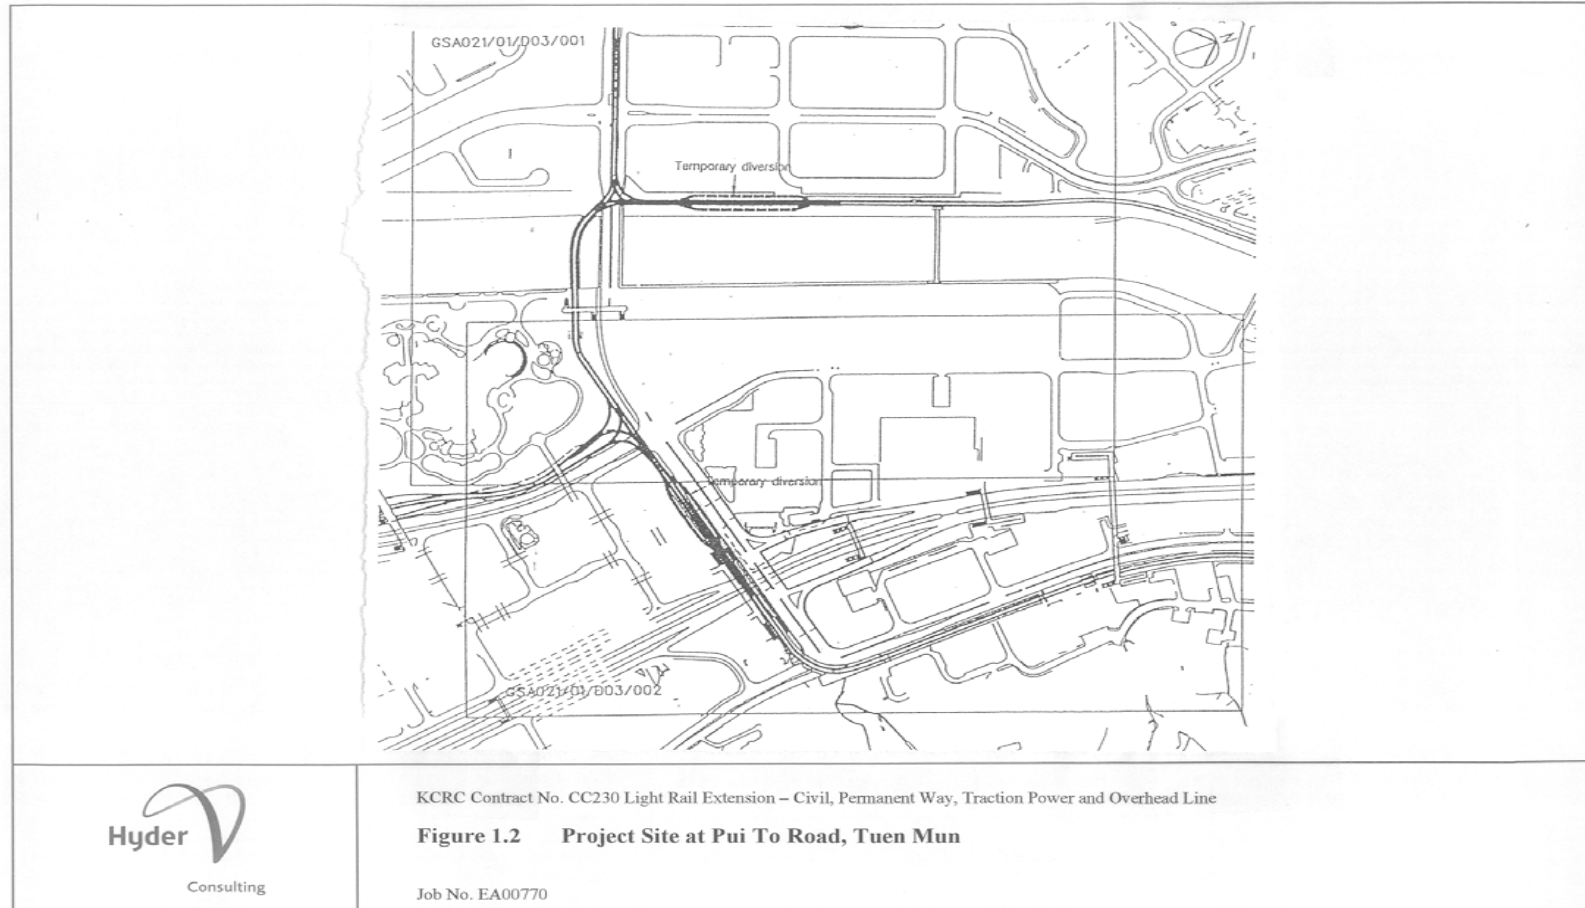 GSA021/01/D03/001
N
Temporary diversion
Temporary diversion
GSA021/01/D03/002
KCRC Contract No. CC230 Light Rail Extension – Civil, Permanent Way, Traction Power and Overhead Line
Figure 1.2 Project Site at Pui To Road, Tuen Mun
Job No. EA00770
Hyder
Consulting